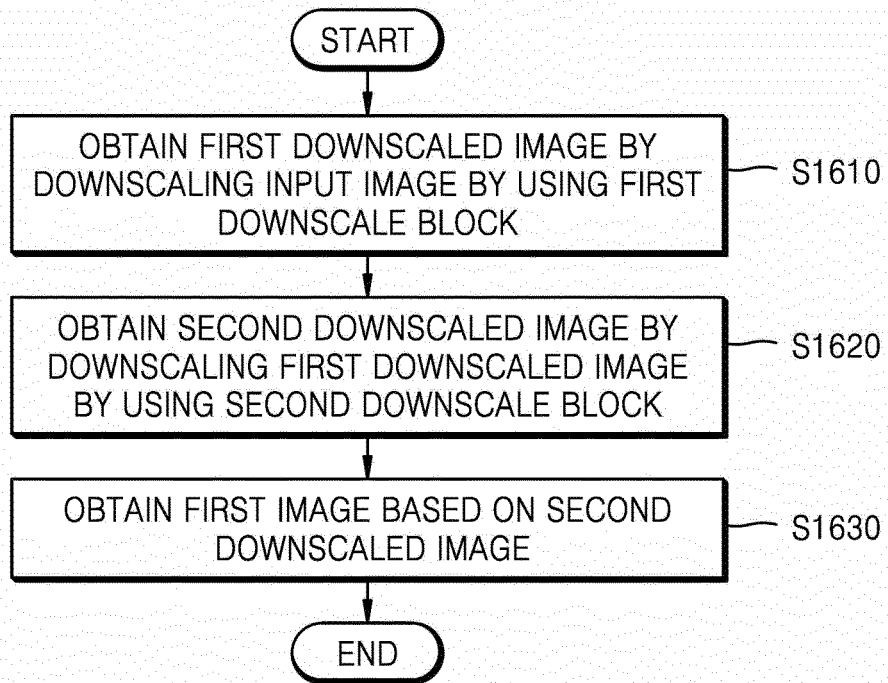 START
OBTAIN FIRST DOWNSCALED IMAGE BY
DOWNSCALING INPUT IMAGE BY USING FIRST
DOWNSCALE BLOCK
S1610
OBTAIN SECOND DOWNSCALED IMAGE BY
DOWNSCALING FIRST DOWNSCALED IMAGE
BY USING SECOND DOWNSCALE BLOCK
S1620
OBTAIN FIRST IMAGE BASED ON SECOND
DOWNSCALED IMAGE
S1630
END